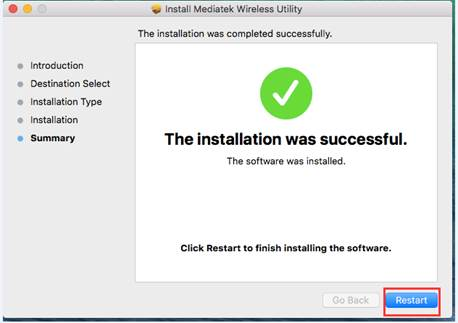 Install Mediatek Wireless Utility
The installation was completed successfully.
Introduction
Destination Select
Installation Type
Installation
Summary
The installation was successful.
The software was installed.
Click Restart to finish installing the software.
Go Back
Restart